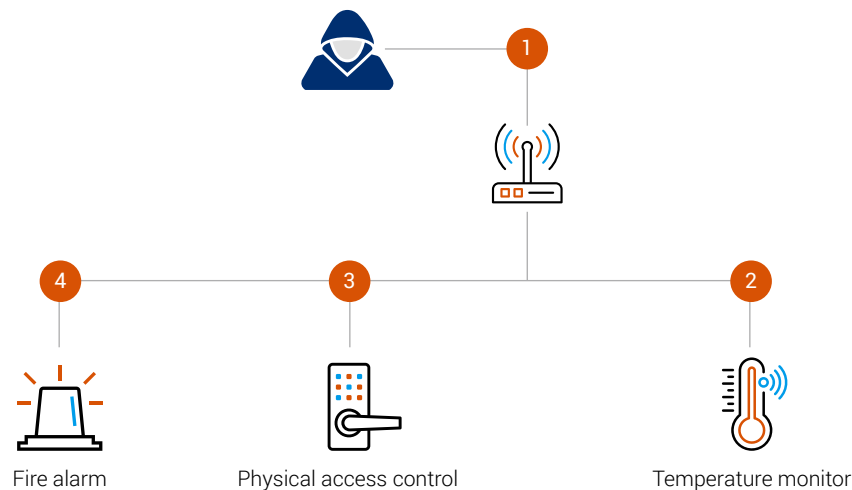 1
4
3
2
Fire alarm
Physical access control
Temperature monitor